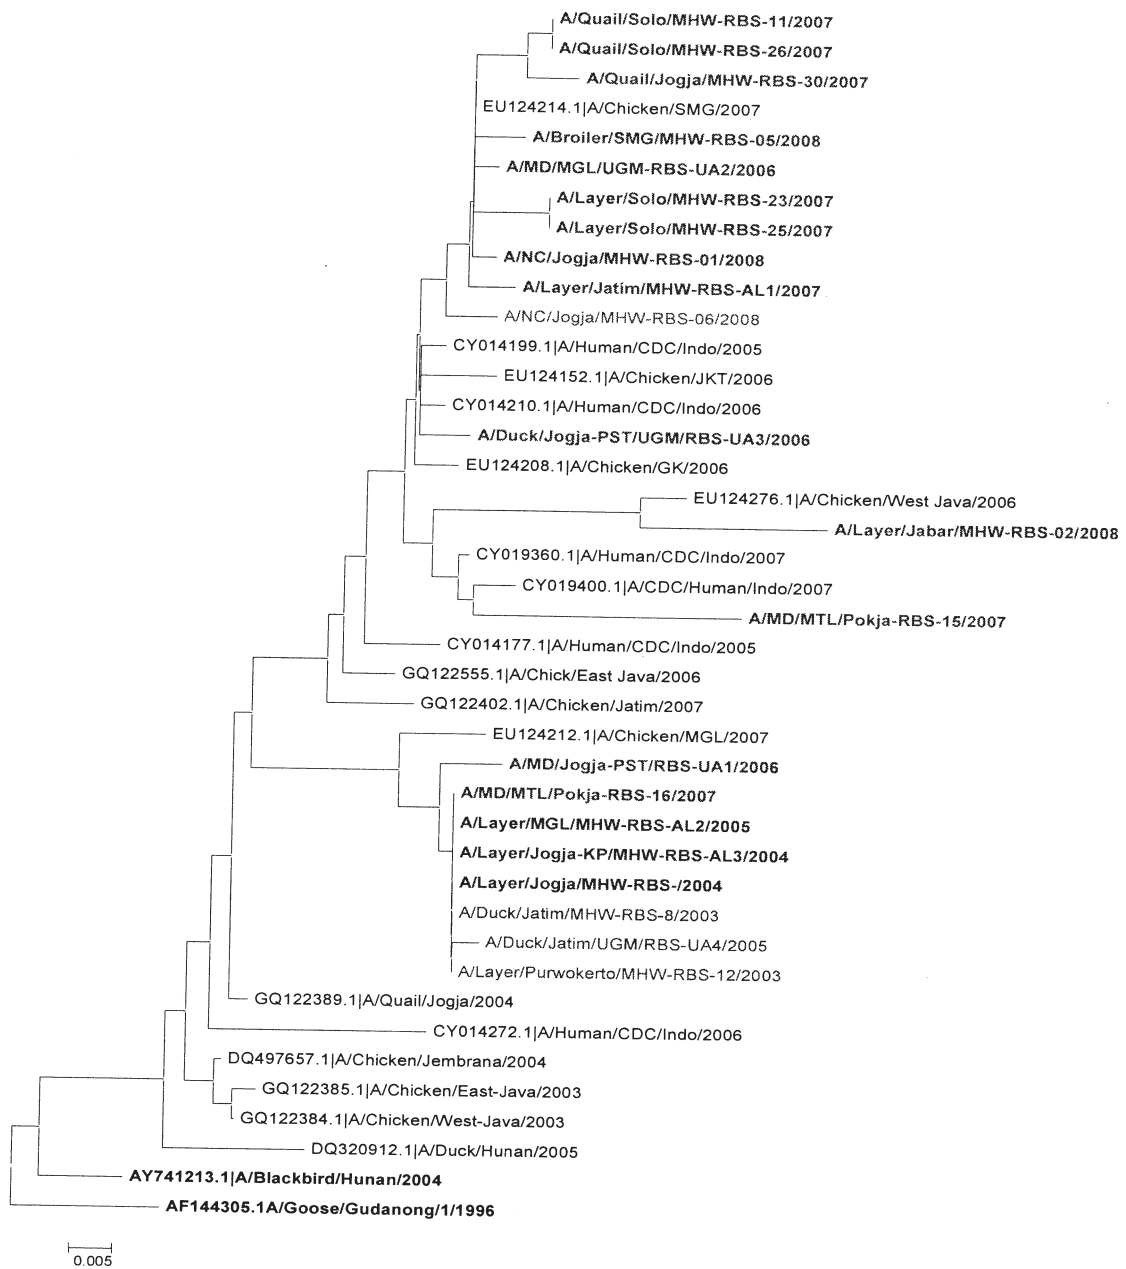 A/Quail/Solo/MHW-RBS-11/2007
A/Quail/Solo/MHW-RBS-26/2007
A/Quail/Jogja/MHW-RBS-30/2007
EU124214.1|A/Chicken/SMG/2007
A/Broiler/SMG/MHW-RBS-05/2008
A/MD/MGL/UGM-RBS-UA2/2006
A/Layer/Solo/MHW-RBS-23/2007
A/Layer/Solo/MHW-RBS-25/2007
A/NC/Jogja/MHW-RBS-01/2008
A/Layer/Jatim/MHW-RBS-AL1/2007
A/NC/Jogja/MHW-RBS-06/2008
CY014199.1|A/Human/CDC/Indo/2005
EU124152.1|A/Chicken/JKT/2006
CY014210.1|A/Human/CDC/Indo/2006
A/Duck/Jogja-PST/UGM/RBS-UA3/2006
EU124208.1|A/Chicken/GK/2006
EU124276.1|A/Chicken/West Java/2006
A/Layer/Jabar/MHW-RBS-02/2008
CY019360.1|A/Human/CDC/Indo/2007
CY019400.1|A/CDC/Human/Indo/2007
A/MD/MTL/Pokja-RBS-15/2007
CY014177.1|A/Human/CDC/Indo/2005
GQ122555.1|A/Chick/East Java/2006
GQ122402.1|A/Chicken/Jatim/2007
EU124212.1|A/Chicken/MGL/2007
A/MD/Jogja-PST/RBS-UA1/2006
A/MD/MTL/Pokja-RBS-16/2007
A/Layer/MGL/MHW-RBS-AL2/2005
A/Layer/Jogja-KP/MHW-RBS-AL3/2004
A/Layer/Jogja/MHW-RBS-/2004
A/Duck/Jatim/MHW-RBS-8/2003
A/Duck/Jatim/UGM/RBS-UA4/2005
A/Layer/Purwokerto/MHW-RBS-12/2003
GQ122389.1|A/Quail/Jogja/2004
CY014272.1|A/Human/CDC/Indo/2006
DQ497657.1|A/Chicken/Jembrana/2004
GQ122385.1|A/Chicken/East-Java/2003
GQ122384.1|A/Chicken/West-Java/2003
DQ320912.1|A/Duck/Hunan/2005
AY741213.1|A/Blackbird/Hunan/2004
AF144305.1A/Goose/Gudanong/1/1996
0.005